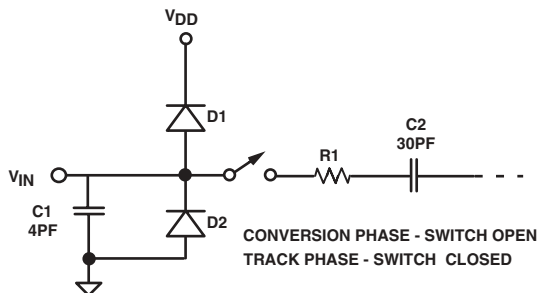 VDD
D1
C2
30PF
R1
VIN
C1
4PF
D2
CONVERSION PHASE - SWITCH OPEN
TRACK PHASE - SWITCH CLOSED